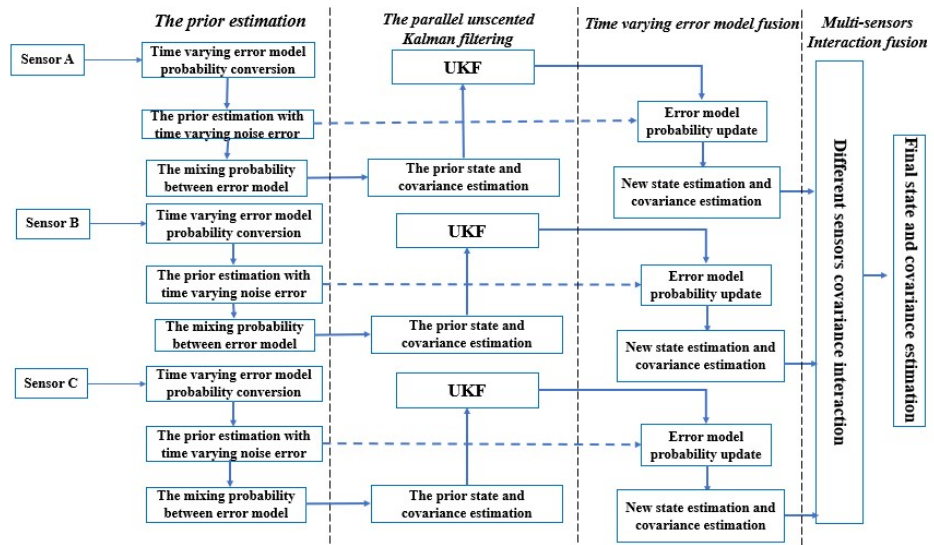 The prior estimation
The parallel unscented
Kalman filtering
Time varying error model fusion
Multi-sensors
Interaction fusion
Sensor A
Time varying error model
probability conversion
The prior estimation with
time varying noise error
The mixing probability
between error model
UKF
The prior state and
covariance estimation
Error model
probability update
New state estimation and
covariance estimation
Sensor B
Time varying error model
probability conversion
The prior estimation with
time varying noise error
The mixing probability
between error model
UKF
The prior state and
covariance estimation
Error model
probability update
New state estimation and
covariance estimation
Sensor C
Time varying error model
probability conversion
The prior estimation with
time varying noise error
The mixing probability
between error model
UKF
The prior state and
covariance estimation
Error model
probability update
New state estimation and
covariance estimation
Different sensors covariance interaction
Final state and covariance estimation